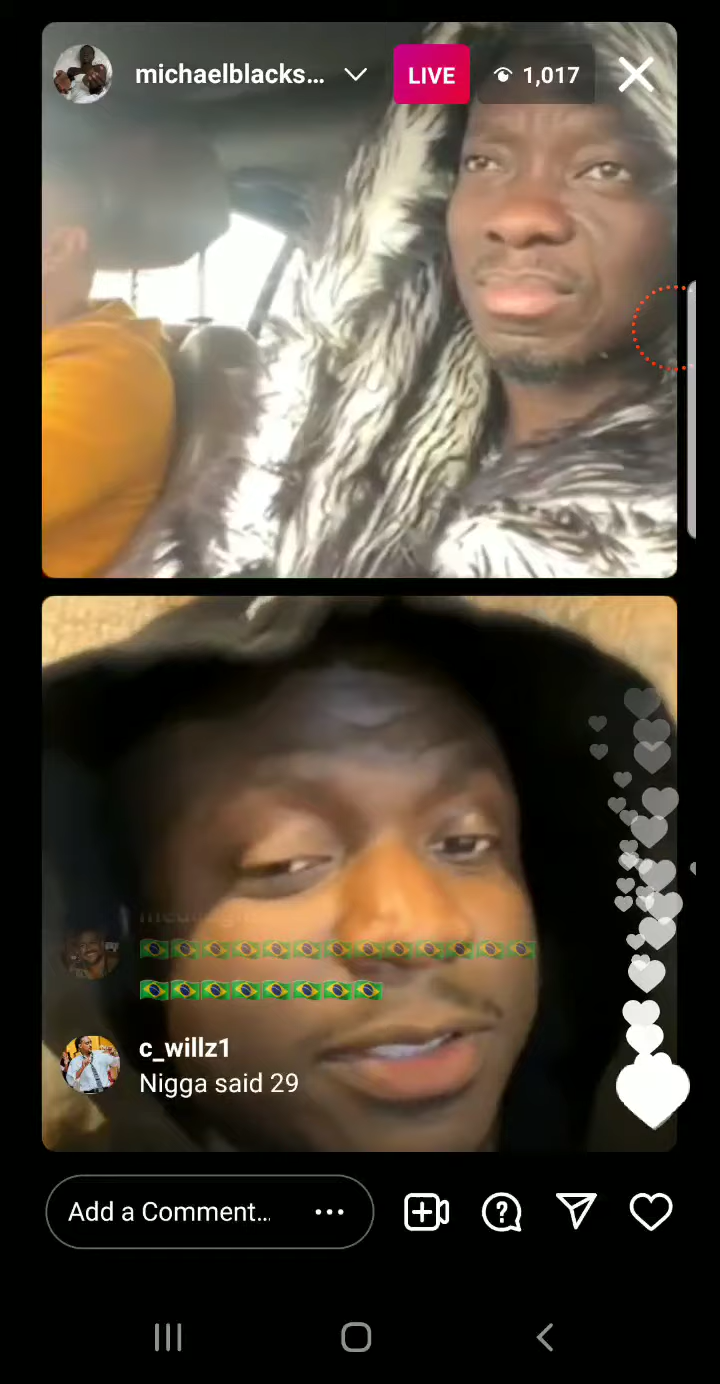 michaelblacks...
LIVE
1,017
🇧🇷🇧🇷🇧🇷🇧🇷🇧🇷🇧🇷🇧🇷🇧🇷🇧🇷🇧🇷🇧🇷🇧🇷🇧🇷
🇧🇷🇧🇷🇧🇷🇧🇷🇧🇷🇧🇷🇧🇷🇧🇷
c_willz1
Nigga said 29
Add a Comment...